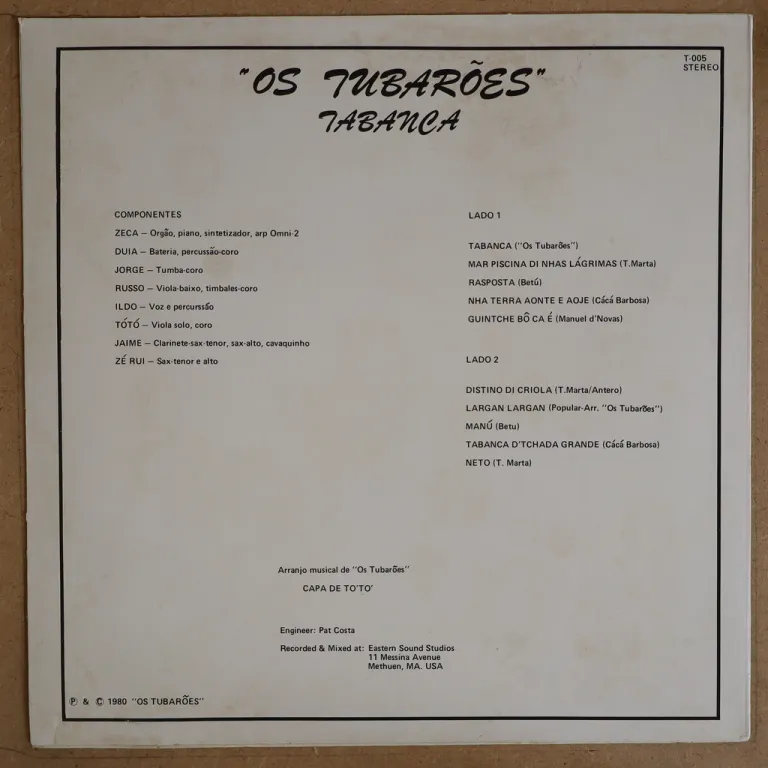 T-005
STEREO
"OS TUBARÕES"
TABANCA
COMPONENTES
ZECA — Orgão, piano, sintetizador, arp Omni-2
DUIA — Bateria, percussão-coro
JORGE — Tumba-coro
RUSSO — Viola-baixo, timbales-coro
ILDO — Voz e percurssão
TÓTÓ — Viola solo, coro
JAIME — Clarinete-sax-tenor, sax-alto, cavaquinho
ZÉ RUI — Sax-tenor e alto
LADO 1
TABANCA ("Os Tubarões")
MAR PISCINA DI NHAS LÁGRIMAS (T.Marta)
RASPOSTA (Betú)
NHA TERRA AONTE E AOJE (Cácá Barbosa)
GUINTCHE BÔ CA É (Manuel d'Novas)
LADO 2
DISTINO DI CRIOLA (T.Marta/Antero)
LARGAN LARGAN (Popular-Arr. "Os Tubarões")
MANÚ (Betu)
TABANCA D'TCHADA GRANDE (Cácá Barbosa)
NETO (T. Marta)
Arranjo musical de "Os Tubarões"
CAPA DE TO'TO'
Engineer: Pat Costa
Recorded & Mixed at: Eastern Sound Studios
11 Messina Avenue
Methuen, MA. USA
℗ & © 1980 "OS TUBARÕES"